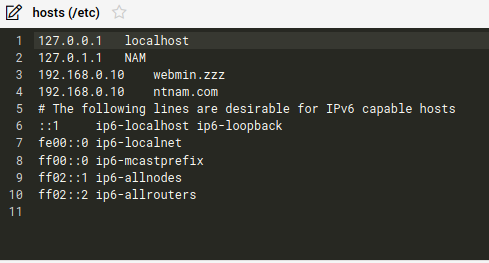 hosts (/etc)
1 127.0.0.1 localhost
2 127.0.1.1 NAM
3 192.168.0.10 webmin.zzz
4 192.168.0.10 ntnam.com
5 # The following lines are desirable for IPv6 capable hosts
6 ::1 ip6-localhost ip6-loopback
7 fe00::0 ip6-localnet
8 ff00::0 ip6-mcastprefix
9 ff02::1 ip6-allnodes
10 ff02::2 ip6-allrouters
11